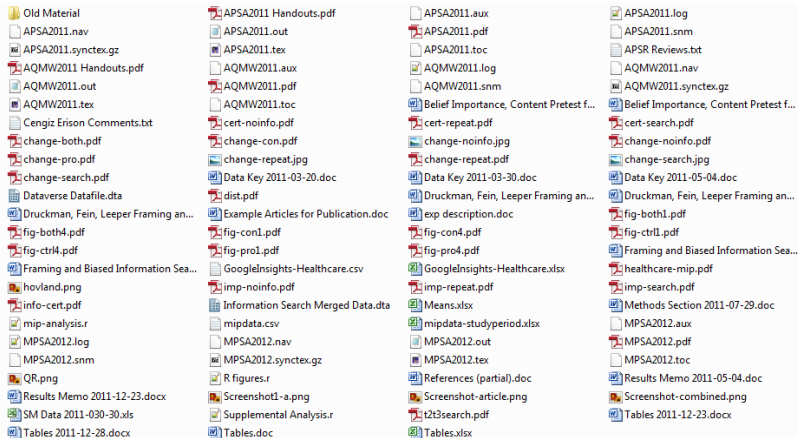 Old Material APSA2011 Handouts.pdf APSA2011.aux APSA2011.log
APSA2011.nav APSA2011.out APSA2011.pdf APSA2011.snm
APSA2011.synctex.gz APSA2011.tex APSA2011.toc APSR Reviews.txt
AQMW2011 Handouts.pdf AQMW2011.aux AQMW2011.log AQMW2011.nav
AQMW2011.out AQMW2011.pdf AQMW2011.snm AQMW2011.synctex.gz
AQMW2011.tex AQMW2011.toc Belief Importance, Content Pretest f... Belief Importance, Content Pretest f...
Cengiz Erison Comments.txt cert-noinfo.pdf cert-repeat.pdf cert-search.pdf
change-both.pdf change-con.pdf change-noinfo.jpg change-noinfo.pdf
change-pro.pdf change-repeat.jpg change-repeat.pdf change-search.jpg
change-search.pdf Data Key 2011-03-20.doc Data Key 2011-03-30.doc Data Key 2011-05-04.doc
Dataverse Datafile.dta dist.pdf Druckman, Fein, Leeper Framing an... Druckman, Fein, Leeper Framing an...
Druckman, Fein, Leeper Framing an... Example Articles for Publication.doc exp description.doc fig-both1.pdf
fig-both4.pdf fig-con1.pdf fig-con4.pdf fig-ctrl1.pdf
fig-ctrl4.pdf fig-pro1.pdf fig-pro4.pdf Framing and Biased Information Sea...
Framing and Biased Information Sea... GoogleInsights-Healthcare.csv GoogleInsights-Healthcare.xlsx healthcare-mip.pdf
hovland.png imp-noinfo.pdf imp-repeat.pdf imp-search.pdf
info-cert.pdf Information Search Merged Data.dta Means.xlsx Methods Section 2011-07-29.doc
mip-analysis.r mipdata.csv mipdata-studyperiod.xlsx MPSA2012.aux
MPSA2012.log MPSA2012.nav MPSA2012.out MPSA2012.pdf
MPSA2012.snm MPSA2012.synctex.gz MPSA2012.tex MPSA2012.toc
QR.png R figures.r References (partial).doc Results Memo 2011-05-04.doc
Results Memo 2011-12-23.docx Screenshot1-a.png Screenshot-article.png Screenshot-combined.png
SM Data 2011-030-30.xls Supplemental Analysis.r t2t3search.pdf Tables 2011-12-23.docx
Tables 2011-12-28.docx Tables.doc Tables.xlsx